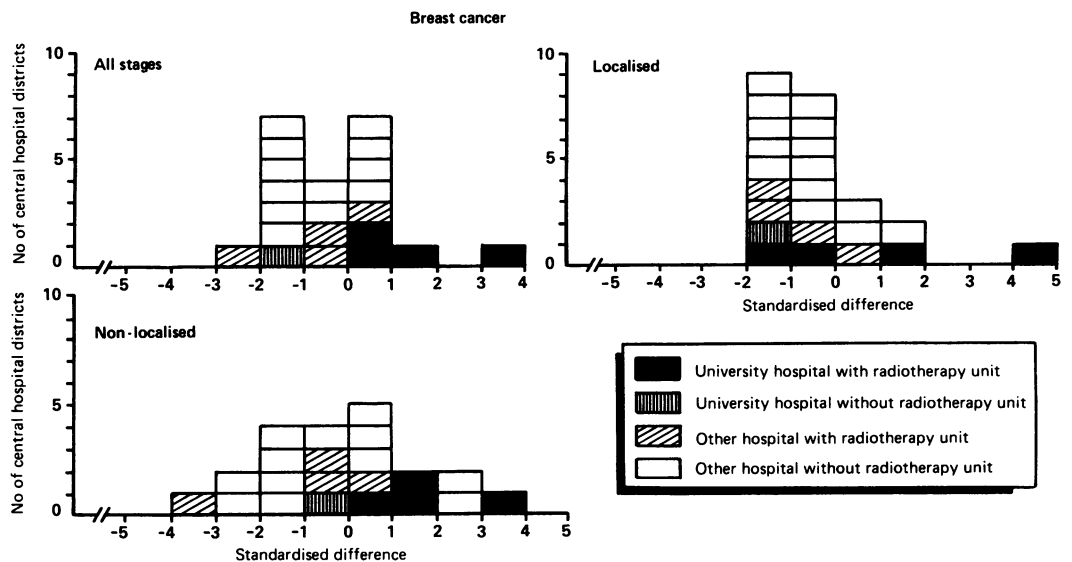 Breast cancer
All stages
No of central hospital districts
10
5
0
-5 -4 -3 -2 -1 0 1 2 3 4
Localised
10
5
0
-5 -4 -3 -2 -1 0 1 2 3 4 5
Standardised difference
Non-localised
No of central hospital districts
10
5
0
-5 -4 -3 -2 -1 0 1 2 3 4 5
Standardised difference
University hospital with radiotherapy unit
University hospital without radiotherapy unit
Other hospital with radiotherapy unit
Other hospital without radiotherapy unit